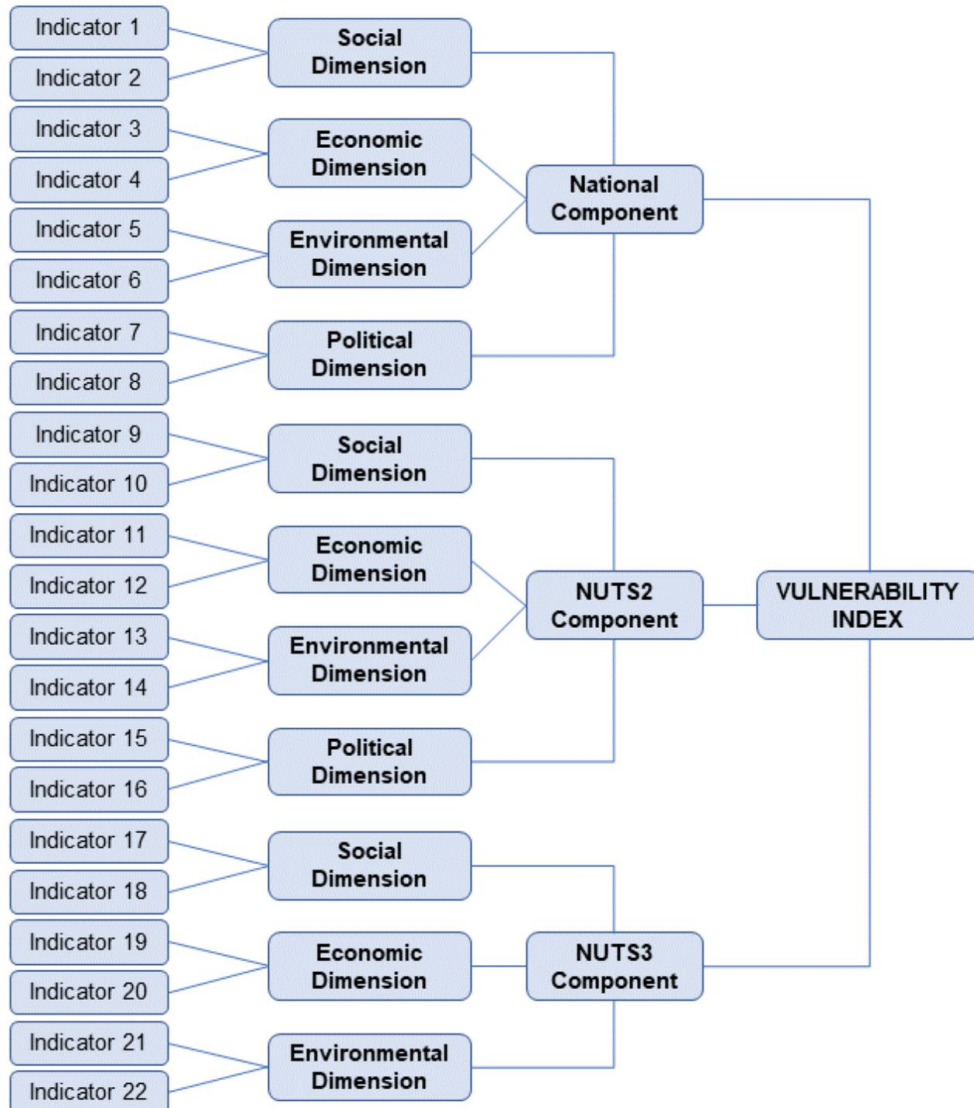 Indicator 1
Indicator 2
Indicator 3
Indicator 4
Indicator 5
Indicator 6
Indicator 7
Indicator 8
Indicator 9
Indicator 10
Indicator 11
Indicator 12
Indicator 13
Indicator 14
Indicator 15
Indicator 16
Indicator 17
Indicator 18
Indicator 19
Indicator 20
Indicator 21
Indicator 22
Social
Dimension
Economic
Dimension
Environmental
Dimension
Political
Dimension
Social
Dimension
Economic
Dimension
Environmental
Dimension
Political
Dimension
Social
Dimension
Economic
Dimension
Environmental
Dimension
National
Component
NUTS2
Component
NUTS3
Component
VULNERABILITY
INDEX